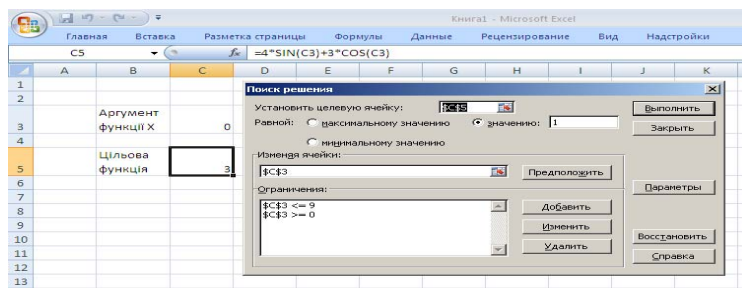 Книга1 - Microsoft Excel
Главная Вставка Разметка страницы Формулы Данные Рецензирование Вид Надстройки
C5 fx =4*SIN(C3)+3*COS(C3)
A B C D E F G H I J K
1
2
3 Аргумент функції X 0
4
5 Цільова функція 3
6
7
8
9
10
11
12
13
Поиск решения
Установить целевую ячейку: $C$5 Выполнить
Равной: максимальному значению значению: 1 Закрыть
минимальному значению
Изменяя ячейки:
$C$3 Предположить
Ограничения: Параметры
$C$3 <= 9 Добавить
$C$3 >= 0
Изменить
Восстановить
Удалить
Справка